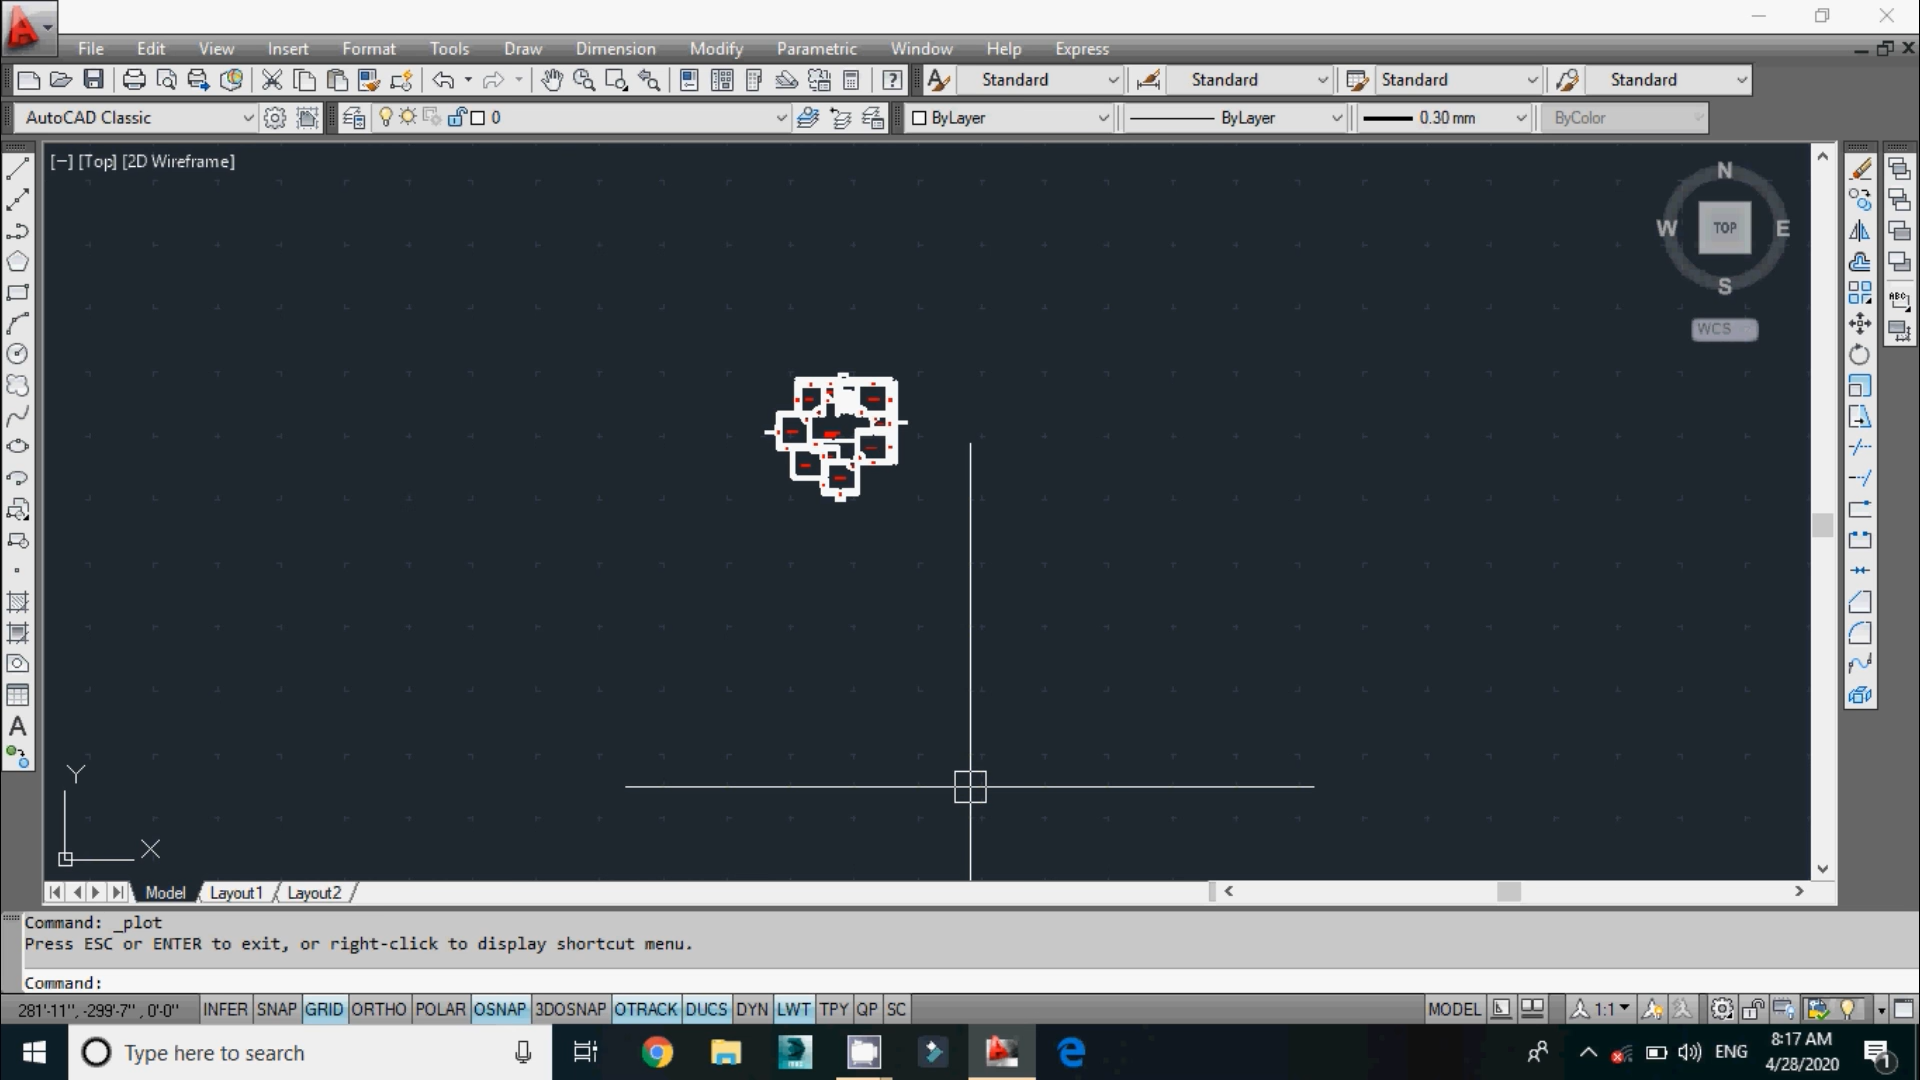 File Edit View Insert Format Tools Draw Dimension Modify Parametric Window Help Express
Standard Standard Standard Standard
AutoCAD Classic 0 ByLayer ByLayer 0.30 mm ByColor
[−] [Top] [2D Wireframe]
N
W TOP E
S
WCS
ABC
A
Y
X
Model Layout1 Layout2
Command: _plot
Press ESC or ENTER to exit, or right-click to display shortcut menu.
Command:
281'-11", -299'-7" , 0'-0" INFER SNAP GRID ORTHO POLAR OSNAP 3DOSNAP OTRACK DUCS DYN LWT TPY QP SC MODEL 1:1
Type here to search ENG 8:17 AM
4/28/2020 1